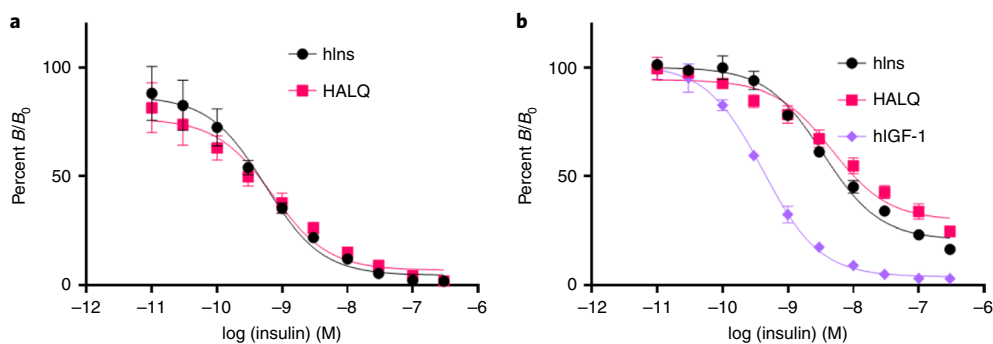 a
hIns
HALQ
Percent B/B0
100
50
0
–12
–11
–10
–9
–8
–7
–6
log (insulin) (M)
b
hIns
HALQ
hIGF-1
Percent B/B0
100
50
0
–12
–11
–10
–9
–8
–7
–6
log (insulin) (M)